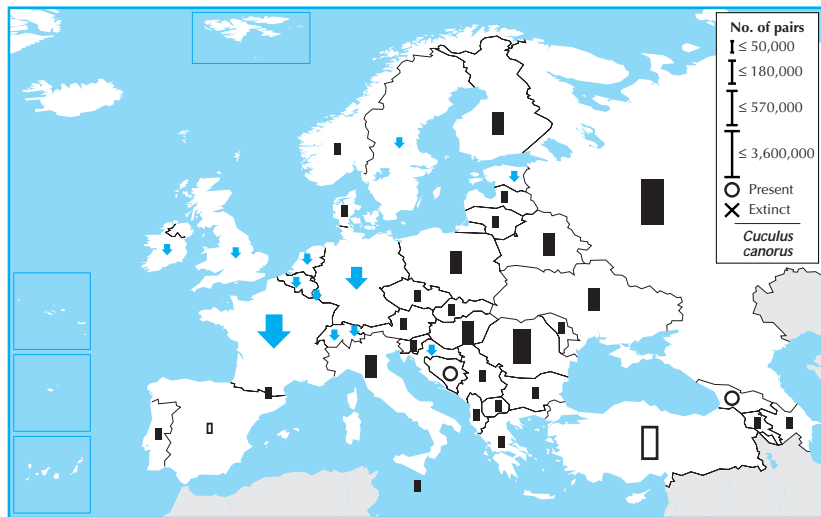 No. of pairs
≤ 50,000
≤ 180,000
≤ 570,000
≤ 3,600,000
Present
Extinct
Cuculus
canorus